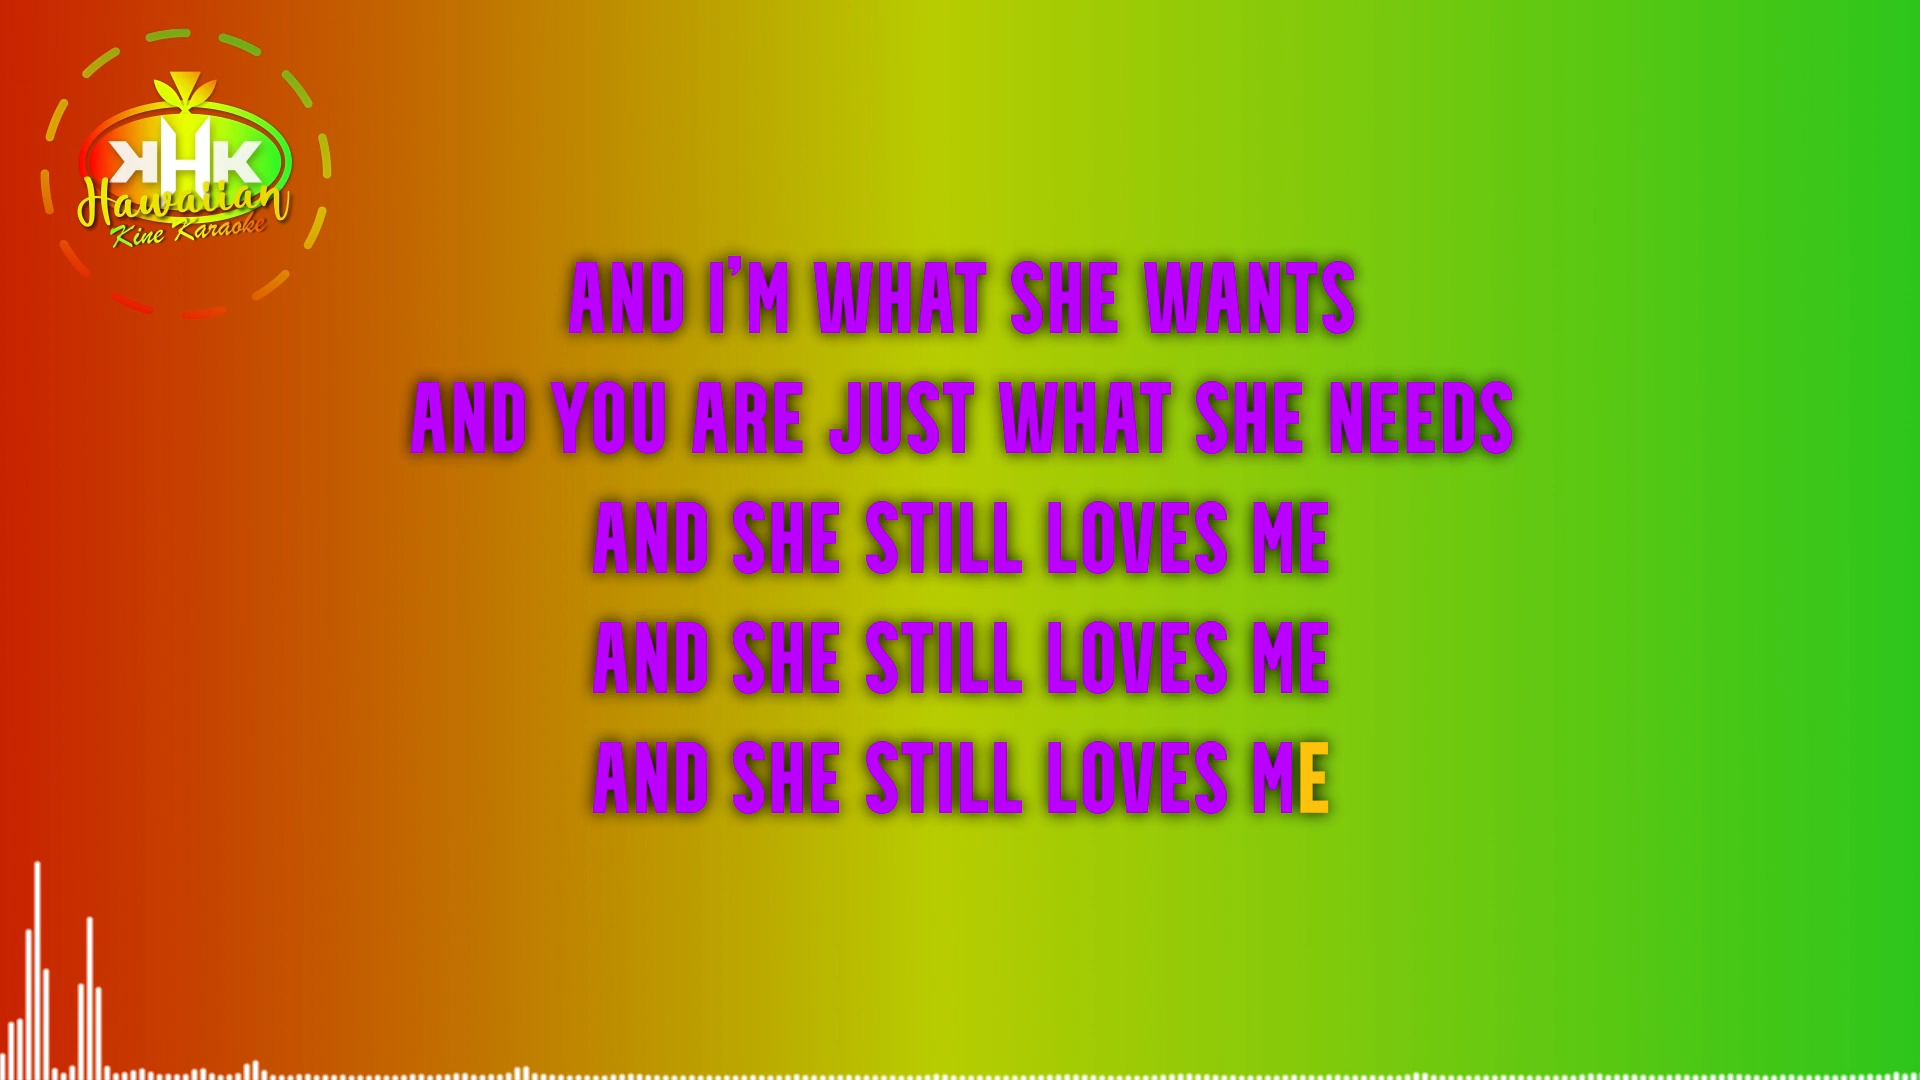 KHK
Hawaiian
Kine Karaoke
AND I'M WHAT SHE WANTS
AND YOU ARE JUST WHAT SHE NEEDS
AND SHE STILL LOVES ME
AND SHE STILL LOVES ME
AND SHE STILL LOVES ME